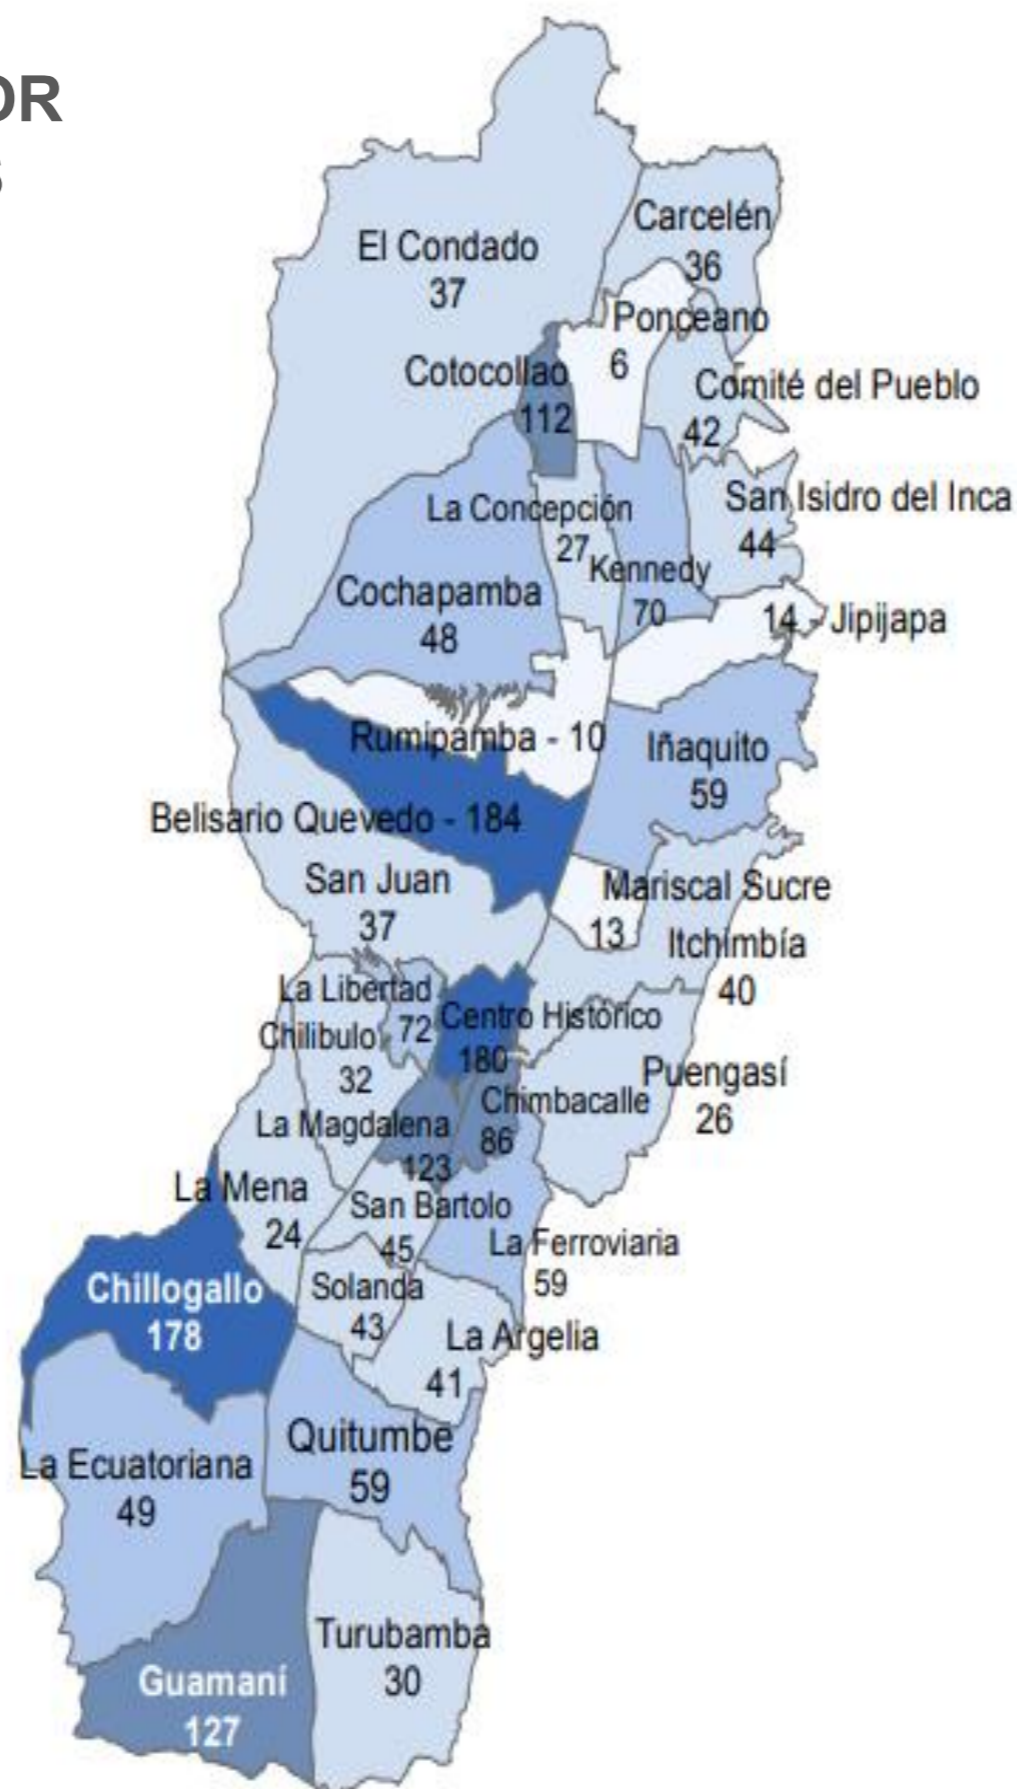 OR
S
El Condado
37
Carcelén
36
Ponceano
6
Cotocollao
112
Comité del Pueblo
42
La Concepción
27
San Isidro del Inca
44
Kennedy
70
Cochapamba
48
14 - Jipijapa
Rumipamba - 10
Iñaquito
59
Belisario Quevedo - 184
San Juan
37
Mariscal Sucre
13
Itchimbía
40
La Libertad
72
Centro Histórico
180
Chilibulo
32
Puengasí
26
Chimbacalle
86
La Magdalena
123
La Mena
24
San Bartolo
45
La Ferroviaria
59
Chillogallo
178
Solanda
43
La Argelia
41
Quitumbe
59
La Ecuatoriana
49
Turubamba
30
Guamaní
127